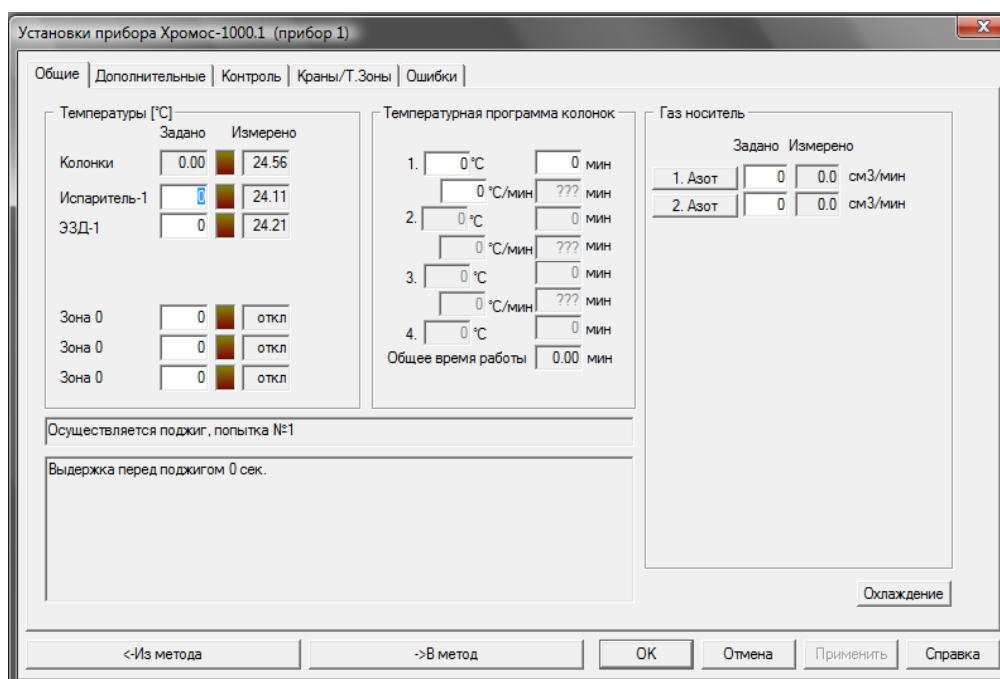 Установки прибора Хромос-1000.1 (прибор 1)
Общие Дополнительные Контроль Краны/Т.Зоны Ошибки
Температуры [°C]
Задано Измерено
Колонки 0.00 24.56
Испаритель-1 0 24.11
ЭЗД-1 0 24.21
Зона 0 0 откл
Зона 0 0 откл
Зона 0 0 откл
Температурная программа колонок
1. 0 °C 0 мин
0 °C/мин ??? мин
2. 0 °C 0 мин
0 °C/мин ??? мин
3. 0 °C 0 мин
0 °C/мин ??? мин
4. 0 °C 0 мин
Общее время работы 0.00 мин
Газ носитель
Задано Измерено
1. Азот 0 0.0 см3/мин
2. Азот 0 0.0 см3/мин
Осуществляется поджиг, попытка №1
Выдержка перед поджигом 0 сек.
Охлаждение
<-Из метода ->В метод OK Отмена Применить Справка